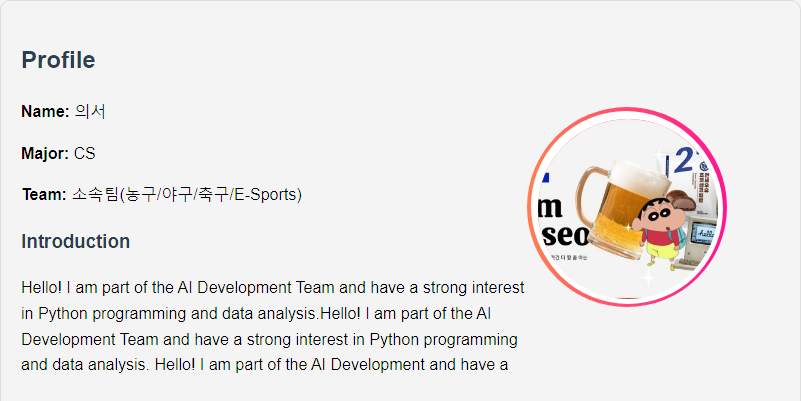 Profile
Name: 의서
Major: CS
Team: 소속팀(농구/야구/축구/E-Sports)
Introduction
Hello! I am part of the AI Development Team and have a strong interest
in Python programming and data analysis.Hello! I am part of the AI
Development Team and have a strong interest in Python programming
and data analysis. Hello! I am part of the AI Development and have a
2
m
seo
hello